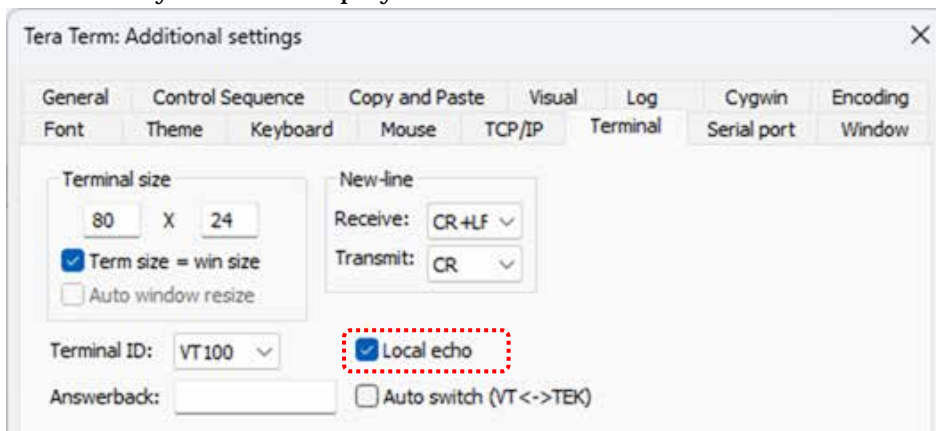 Tera Term: Additional settings
General Control Sequence Copy and Paste Visual Log Cygwin Encoding
Font Theme Keyboard Mouse TCP/IP Terminal Serial port Window
Terminal size
80 X 24
Term size = win size
Auto window resize
New-line
Receive: CR+LF
Transmit: CR
Terminal ID: VT100
Local echo
Answerback:
Auto switch (VT<->TEK)